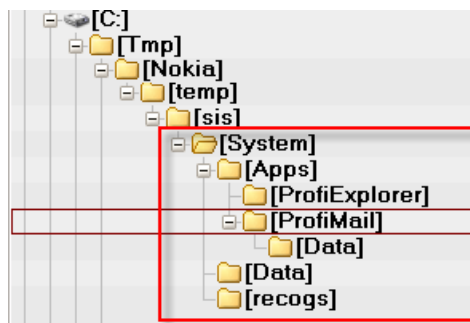 [C:]
[Tmp]
[Nokia]
[temp]
[sis]
[System]
[Apps]
[ProfiExplorer]
[ProfiMail]
[Data]
[Data]
[recogs]